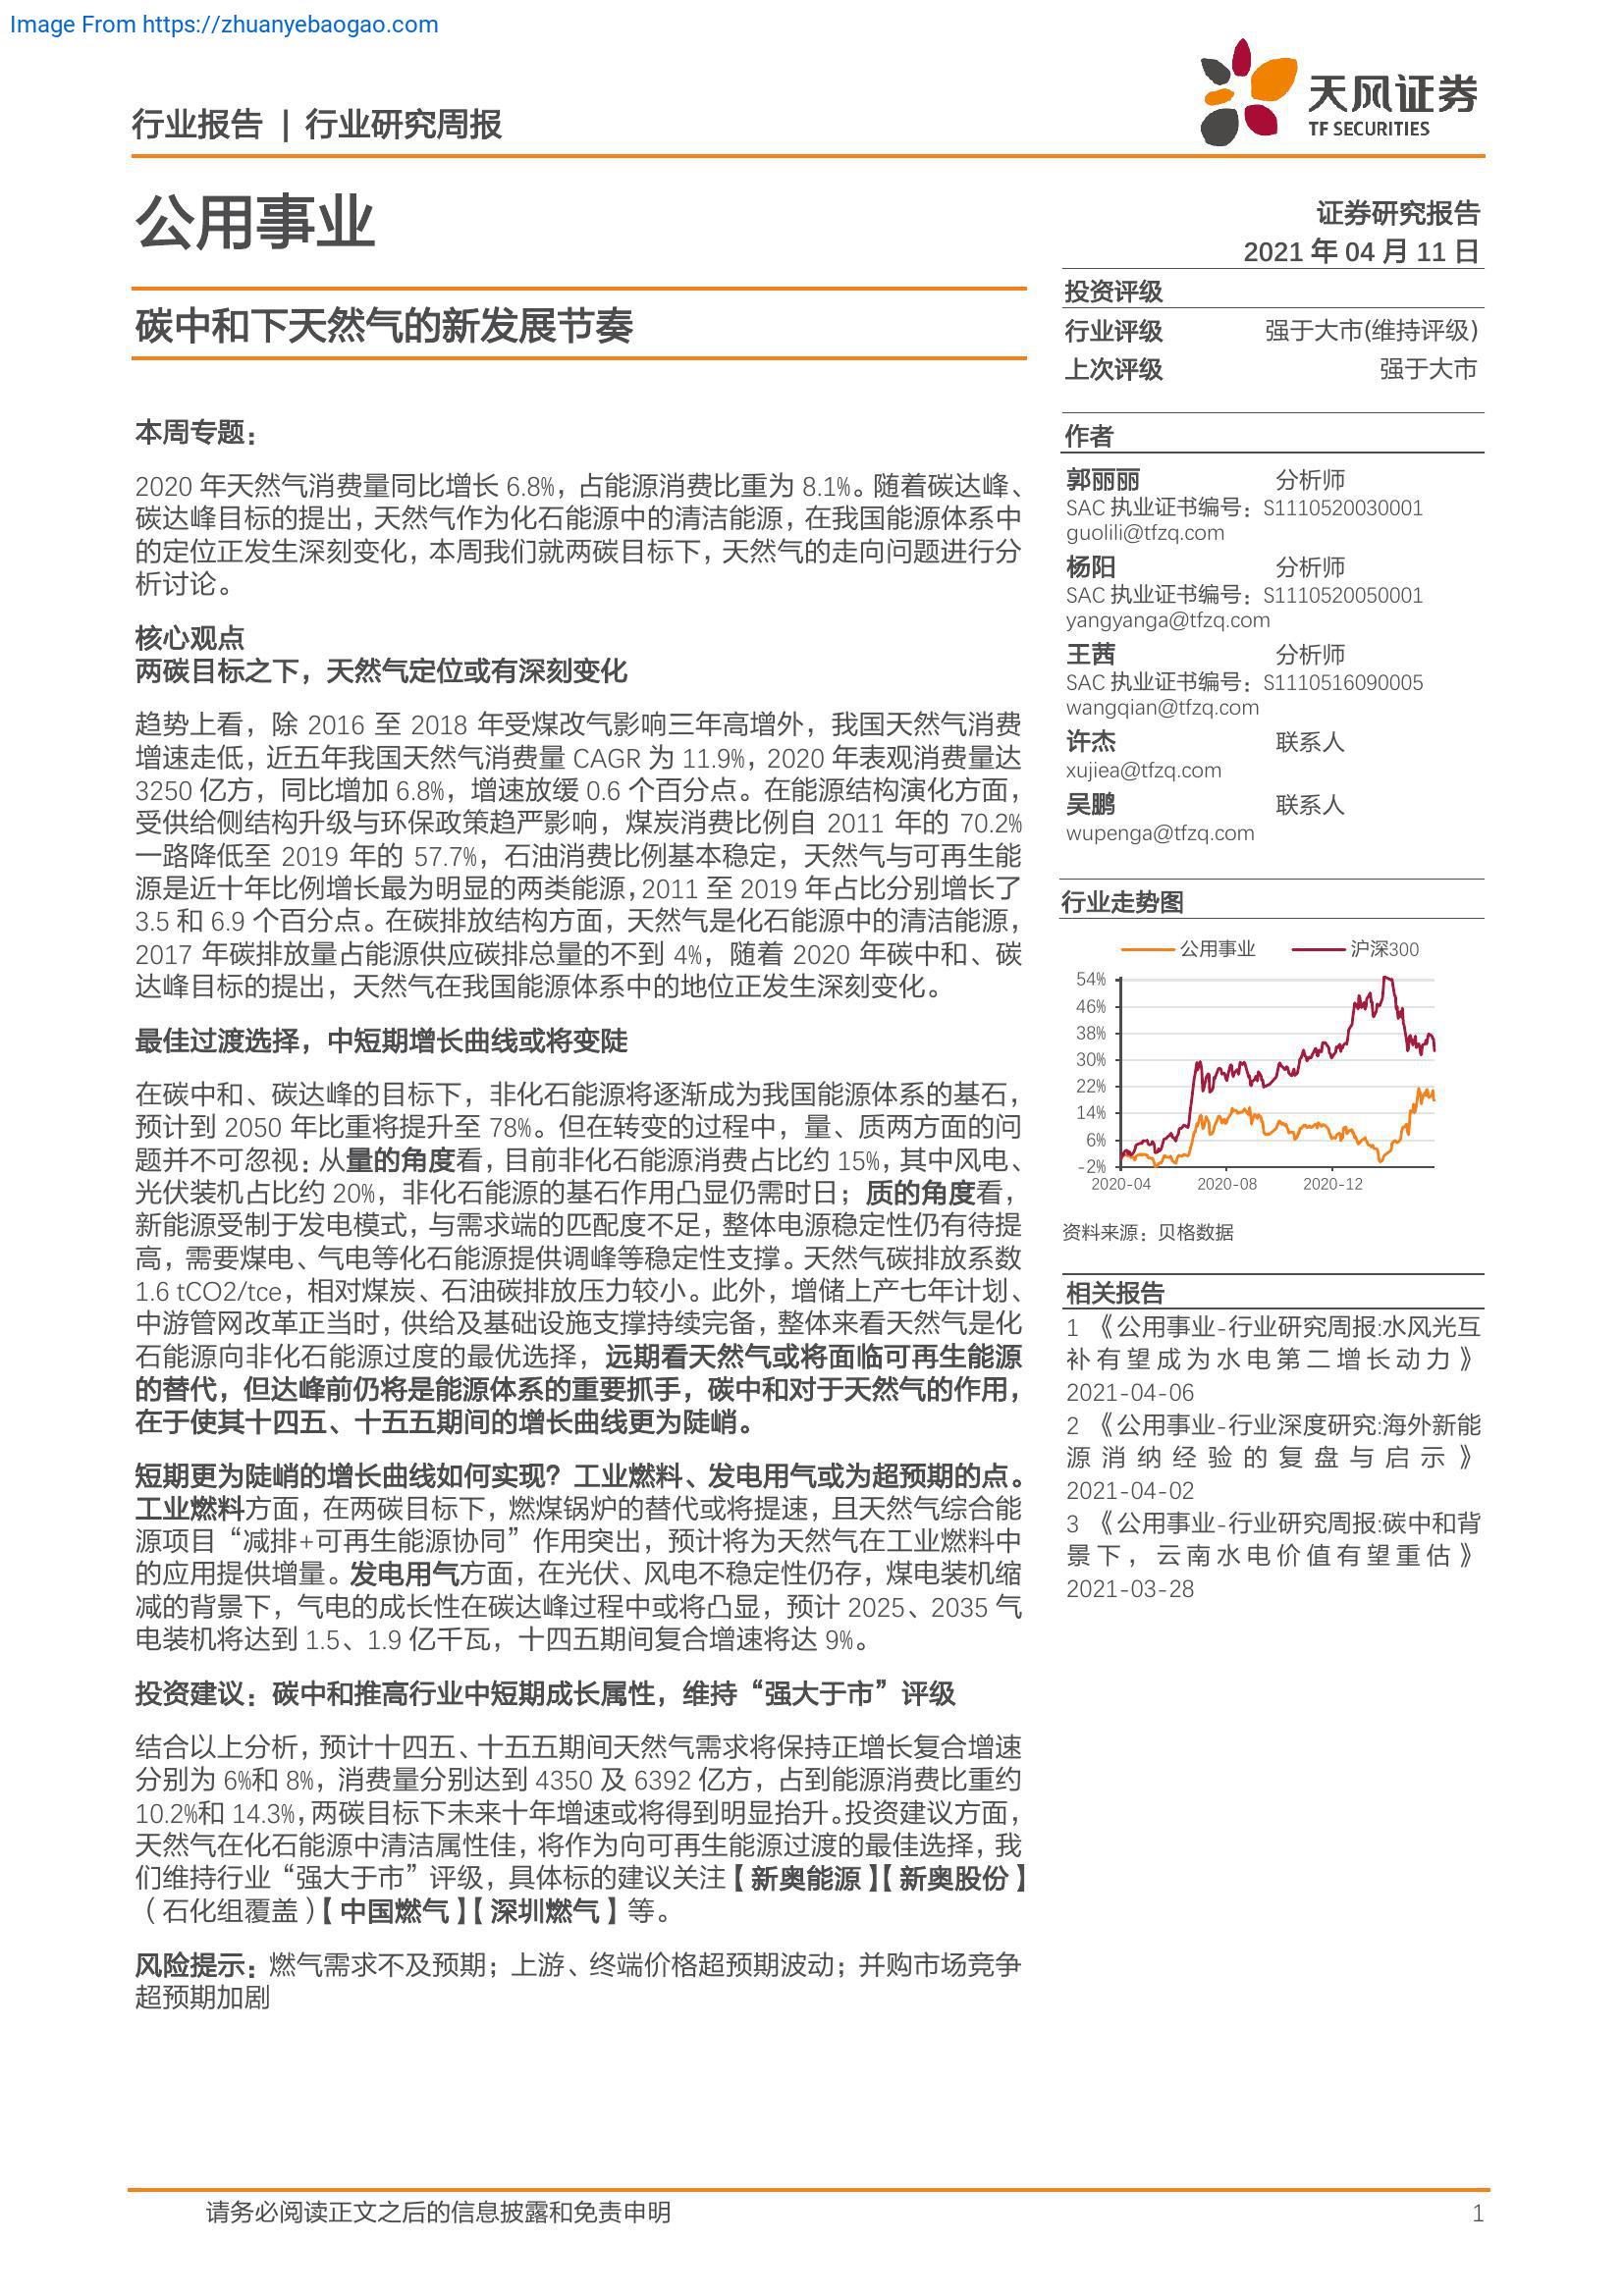 Image From https://zhuanyebaogao.com
行业报告 | 行业研究周报
天风证券
TF SECURITIES
公用事业
证券研究报告
2021 年 04 月 11 日
碳中和下天然气的新发展节奏
本周专题：
2020 年天然气消费量同比增长 6.8%，占能源消费比重为 8.1%。随着碳达峰、
碳达峰目标的提出，天然气作为化石能源中的清洁能源，在我国能源体系中
的定位正发生深刻变化，本周我们就两碳目标下，天然气的走向问题进行分
析讨论。
核心观点
两碳目标之下，天然气定位或有深刻变化
趋势上看，除 2016 至 2018 年受煤改气影响三年高增外，我国天然气消费
增速走低，近五年我国天然气消费量 CAGR 为 11.9%，2020 年表观消费量达
3250 亿方，同比增加 6.8%，增速放缓 0.6 个百分点。在能源结构演化方面，
受供给侧结构升级与环保政策趋严影响，煤炭消费比例自 2011 年的 70.2%
一路降低至 2019 年的 57.7%，石油消费比例基本稳定，天然气与可再生能
源是近十年比例增长最为明显的两类能源，2011 至 2019 年占比分别增长了
3.5 和 6.9 个百分点。在碳排放结构方面，天然气是化石能源中的清洁能源，
2017 年碳排放量占能源供应碳排总量的不到 4%，随着 2020 年碳中和、碳
达峰目标的提出，天然气在我国能源体系中的地位正发生深刻变化。
最佳过渡选择，中短期增长曲线或将变陡
在碳中和、碳达峰的目标下，非化石能源将逐渐成为我国能源体系的基石，
预计到 2050 年比重将提升至 78%。但在转变的过程中，量、质两方面的问
题并不可忽视：从量的角度看，目前非化石能源消费占比约 15%，其中风电、
光伏装机占比约 20%，非化石能源的基石作用凸显仍需时日；质的角度看，
新能源受制于发电模式，与需求端的匹配度不足，整体电源稳定性仍有待提
高，需要煤电、气电等化石能源提供调峰等稳定性支撑。天然气碳排放系数
1.6 tCO2/tce，相对煤炭、石油碳排放压力较小。此外，增储上产七年计划、
中游管网改革正当时，供给及基础设施支撑持续完备，整体来看天然气是化
石能源向非化石能源过度的最优选择，远期看天然气或将面临可再生能源
的替代，但达峰前仍将是能源体系的重要抓手，碳中和对于天然气的作用，
在于使其十四五、十五五期间的增长曲线更为陡峭。
短期更为陡峭的增长曲线如何实现？工业燃料、发电用气或为超预期的点。
工业燃料方面，在两碳目标下，燃煤锅炉的替代或将提速，且天然气综合能
源项目“减排+可再生能源协同”作用突出，预计将为天然气在工业燃料中
的应用提供增量。发电用气方面，在光伏、风电不稳定性仍存，煤电装机缩
减的背景下，气电的成长性在碳达峰过程中或将凸显，预计 2025、2035 气
电装机将达到 1.5、1.9 亿千瓦，十四五期间复合增速将达 9%。
投资建议：碳中和推高行业中短期成长属性，维持“强大于市”评级
结合以上分析，预计十四五、十五五期间天然气需求将保持正增长复合增速
分别为 6%和 8%，消费量分别达到 4350 及 6392 亿方，占到能源消费比重约
10.2%和 14.3%，两碳目标下未来十年增速或将得到明显抬升。投资建议方面，
天然气在化石能源中清洁属性佳，将作为向可再生能源过渡的最佳选择，我
们维持行业“强大于市”评级，具体标的建议关注【新奥能源】【新奥股份】
（石化组覆盖）【中国燃气】【深圳燃气】等。
风险提示：燃气需求不及预期；上游、终端价格超预期波动；并购市场竞争
超预期加剧
投资评级
行业评级 强于大市(维持评级)
上次评级 强于大市
作者
郭丽丽 分析师
SAC 执业证书编号：S1110520030001
guolili@tfzq.com
杨阳 分析师
SAC 执业证书编号：S1110520050001
yangyanga@tfzq.com
王茜 分析师
SAC 执业证书编号：S1110516090005
wangqian@tfzq.com
许杰 联系人
xujiea@tfzq.com
吴鹏 联系人
wupenga@tfzq.com
行业走势图
公用事业 沪深300
54%
46%
38%
30%
22%
14%
6%
-2%
2020-04 2020-08 2020-12
资料来源：贝格数据
相关报告
1 《公用事业-行业研究周报:水风光互
补有望成为水电第二增长动力》
2021-04-06
2 《公用事业-行业深度研究:海外新能
源消纳经验的复盘与启示》
2021-04-02
3 《公用事业-行业研究周报:碳中和背
景下，云南水电价值有望重估》
2021-03-28
请务必阅读正文之后的信息披露和免责申明 1